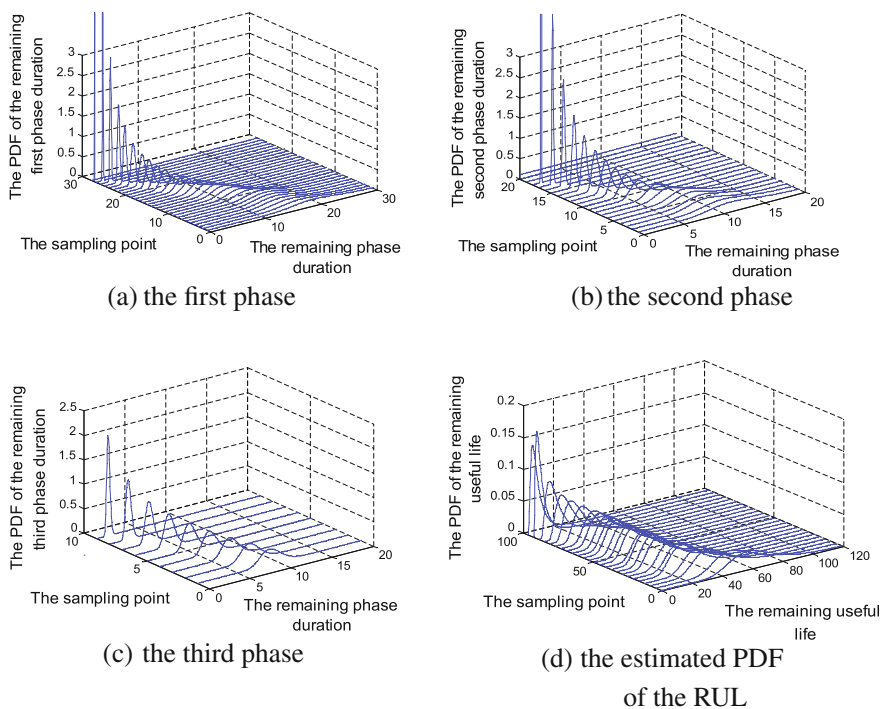 The PDF of the remaining
first phase duration
3
2.5
2
1.5
1
0.5
0
30
20
10
0
0
10
20
30
The sampling point
The remaining phase
duration
(a) the first phase
The PDF of the remaining
second phase duration
3
2.5
2
1.5
1
0.5
0
20
15
10
5
0
0
5
10
15
20
The sampling point
The remaining phase
duration
(b) the second phase
The PDF of the remaining
third phase duration
2.5
2
1.5
1
0.5
0
10
5
0
0
5
10
15
20
The sampling point
The remaining phase
duration
(c) the third phase
The PDF of the remaining
useful life
0.2
0.15
0.1
0.05
0
100
50
0
0
20
40
60
80
100
120
The sampling point
The remaining useful
life
(d) the estimated PDF
of the RUL